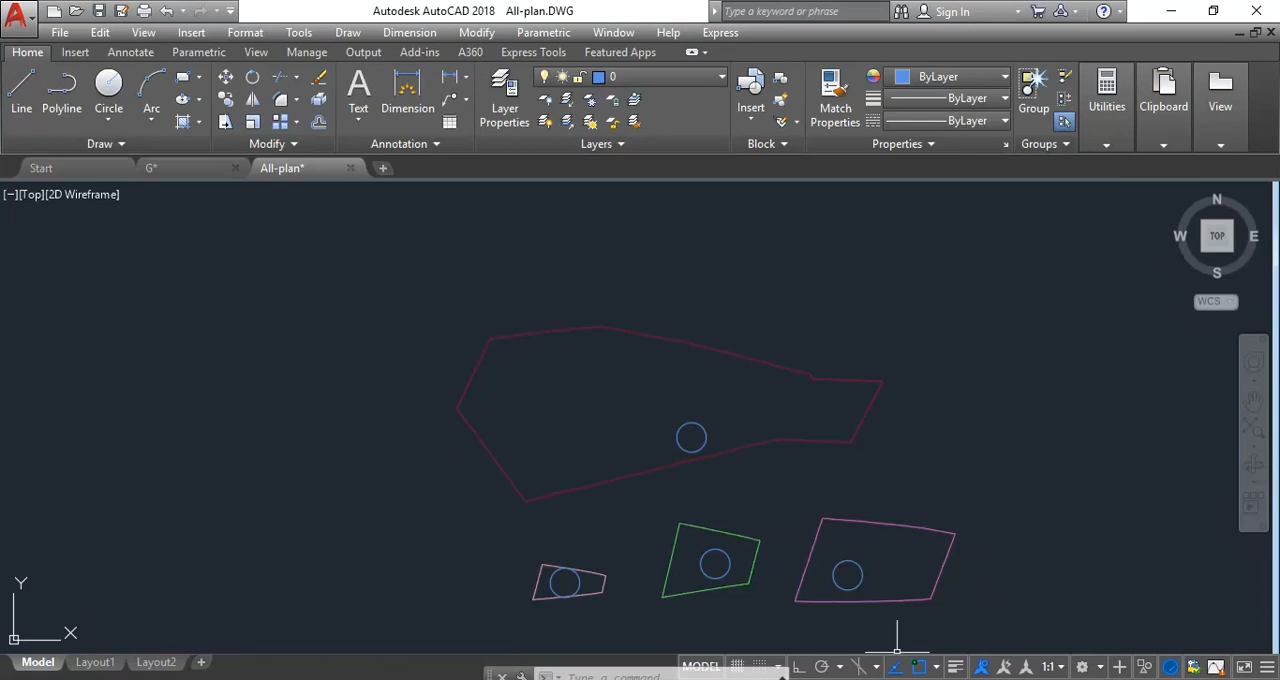 Autodesk AutoCAD 2018 All-plan.DWG
Type a keyword or phrase
Sign In
File Edit View Insert Format Tools Draw Dimension Modify Parametric Window Help Express
Home Insert Annotate Parametric View Manage Output Add-ins A360 Express Tools Featured Apps
Line Polyline Circle Arc
Text Dimension
Layer Properties
0
Insert
Match Properties
ByLayer
ByLayer
ByLayer
Group
Utilities
Clipboard
View
Draw Modify Annotation Layers Block Properties Groups
Start G* All-plan*
[−][Top][2D Wireframe]
N
W TOP E
S
WCS
Y
X
Model Layout1 Layout2
MODEL 1:1
Type a command